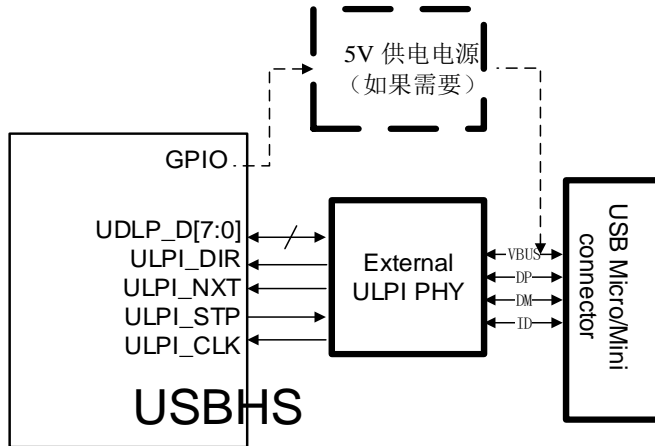 5V 供电电源
（如果需要）
GPIO
UDLP_D[7:0]
ULPI_DIR
ULPI_NXT
ULPI_STP
ULPI_CLK
USBHS
External
ULPI PHY
VBUS
DP
DM
ID
USB Micro/Mini
connector